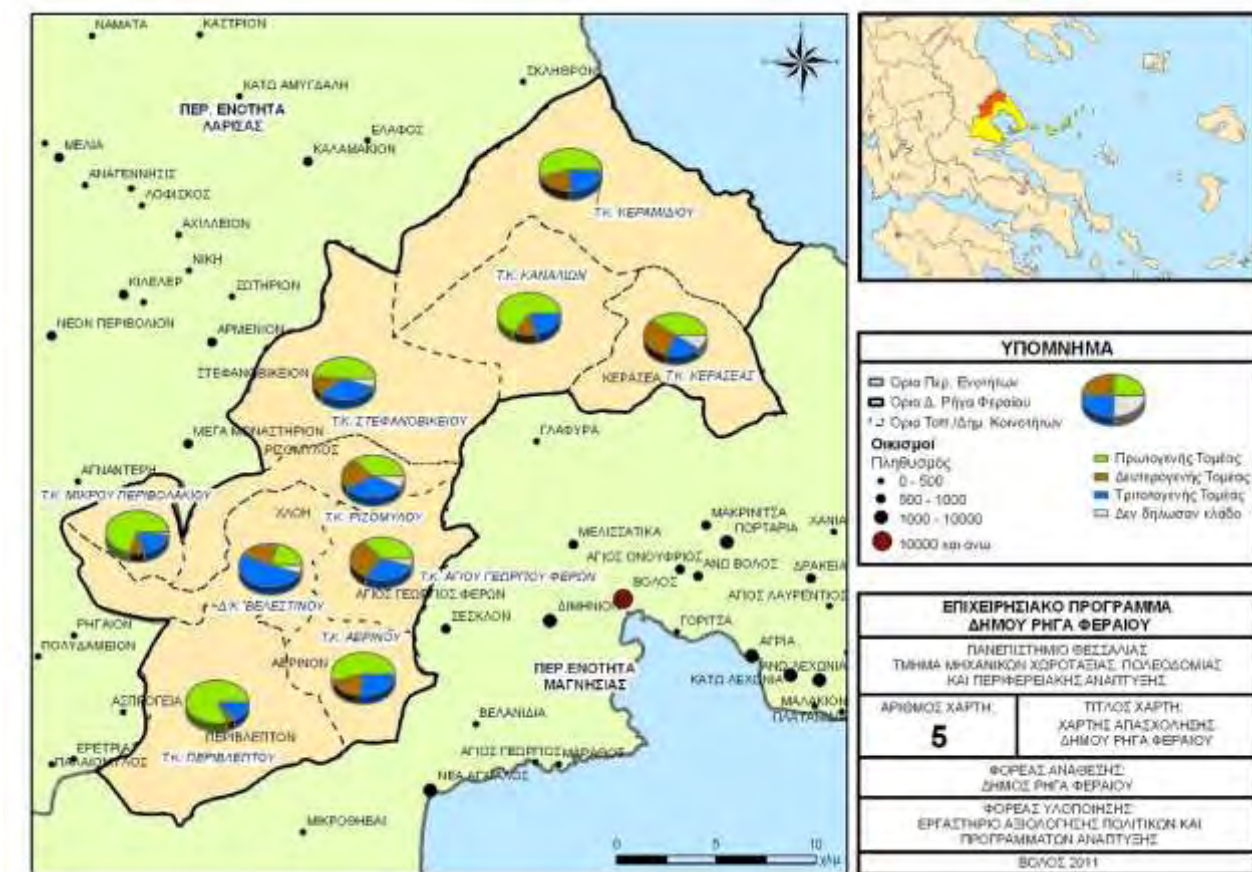 ΝΑΜΑΤΑ
ΚΑΣΤΡΙΟΝ
ΣΚΛΗΘΡΟΝ
ΚΑΤΩ ΑΜΥΓΔΑΛΗ
ΠΕΡ. ΕΝΟΤΗΤΑ
ΛΑΡΙΣΑΣ
ΕΛΑΦΟΣ
ΚΑΛΑΜΑΚΙΟΝ
ΜΕΛΙΑ
ΑΝΑΓΕΝΝΗΣΙΣ
ΛΟΦΙΣΚΟΣ
ΑΧΙΛΛΕΙΟΝ
Τ.Κ. ΚΕΡΑΜΙΔΙΟΥ
ΝΙΚΗ
Τ.Κ. ΚΑΝΑΛΙΩΝ
ΚΙΛΕΛΕΡ
ΣΩΤΗΡΙΟΝ
ΝΕΟΝ ΠΕΡΙΒΟΛΙΟΝ
ΑΡΜΕΝΙΟΝ
ΣΤΕΦΑΝΟΒΙΚΕΙΟΝ
ΚΕΡΑΣΕΑ Τ.Κ. ΚΕΡΑΣΕΑΣ
Τ.Κ. ΣΤΕΦΑΝΟΒΙΚΕΙΟΥ
ΜΕΓΑ ΜΟΝΑΣΤΗΡΙΟΝ
ΓΛΑΦΥΡΑ
ΡΙΖΟΜΥΛΟΣ
ΑΓΝΑΝΤΕΡΗ
Τ.Κ. ΜΙΚΡΟΥ ΠΕΡΙΒΟΛΑΚΙΟΥ
ΧΛΟΗ
Τ.Κ. ΡΙΖΟΜΥΛΟΥ
ΜΑΚΡΙΝΙΤΣΑ
ΠΟΡΤΑΡΙΑ
ΧΑΝΙΑ
ΜΕΛΙΣΣΑΤΙΚΑ
ΑΓΙΟΣ ΟΝΟΥΦΡΙΟΣ
ΑΝΩ ΒΟΛΟΣ
ΔΡΑΚΕΙΑ
Τ.Κ. ΑΓΙΟΥ ΓΕΩΡΓΙΟΥ ΦΕΡΩΝ
ΒΟΛΟΣ
ΑΓΙΟΣ ΓΕΩΡΓΙΟΣ ΦΕΡΩΝ
ΑΓΙΟΣ ΛΑΥΡΕΝΤΙΟΣ
Δ.Κ. ΒΕΛΕΣΤΙΝΟΥ
ΣΕΣΚΛΟΝ
ΔΙΜΗΝΙΟΝ
ΓΟΡΙΤΣΑ
ΡΗΓΑΙΟΝ
ΠΟΛΥΔΑΜΕΙΟΝ
Τ.Κ. ΑΕΡΙΝΟΥ
ΑΕΡΙΝΟΝ
ΑΓΡΙΑ
ΠΕΡ.ΕΝΟΤΗΤΑ
ΜΑΓΝΗΣΙΑΣ
ΑΝΩ ΛΕΧΩΝΙΑ
ΚΑΤΩ ΛΕΧΩΝΙΑ
ΑΣΠΡΟΓΕΙΑ
ΜΑΛΑΚΙΟΝ
ΒΕΛΑΝΙΔΙΑ
ΠΕΡΙΒΛΕΠΤΟΝ
Τ.Κ. ΠΕΡΙΒΛΕΠΤΟΥ
ΕΡΕΤΡΙΑ
ΑΓΙΟΣ ΓΕΩΡΓΙΟΣ
ΜΑΡΑΘΟΣ
ΝΕΑ ΑΓΧΙΑΛΟΣ
ΜΙΚΡΟΘΗΒΑΙ
0 5 10
χλμ
ΥΠΟΜΝΗΜΑ
Όρια Περ. Ενοτήτων
Όρια Δ. Ρήγα Φεραίου
Όρια Τοπ./Δημ. Κοινοτήτων
Οικισμοί
Πληθυσμός
0 - 500
500 - 1000
1000 - 10000
10000 και άνω
Πρωτογενής Τομέας
Δευτερογενής Τομέας
Τριτογενής Τομέας
Δεν δήλωσαν κλάδο
ΕΠΙΧΕΙΡΗΣΙΑΚΟ ΠΡΟΓΡΑΜΜΑ
ΔΗΜΟΥ ΡΗΓΑ ΦΕΡΑΙΟΥ
ΠΑΝΕΠΙΣΤΗΜΙΟ ΘΕΣΣΑΛΙΑΣ
ΤΜΗΜΑ ΜΗΧΑΝΙΚΩΝ ΧΩΡΟΤΑΞΙΑΣ, ΠΟΛΕΟΔΟΜΙΑΣ
ΚΑΙ ΠΕΡΙΦΕΡΕΙΑΚΗΣ ΑΝΑΠΤΥΞΗΣ
ΑΡΙΘΜΟΣ ΧΑΡΤΗ:
5
ΤΙΤΛΟΣ ΧΑΡΤΗ:
ΧΑΡΤΗΣ ΑΠΑΣΧΟΛΗΣΗΣ
ΔΗΜΟΥ ΡΗΓΑ ΦΕΡΑΙΟΥ
ΦΟΡΕΑΣ ΑΝΑΘΕΣΗΣ:
ΔΗΜΟΣ ΡΗΓΑ ΦΕΡΑΙΟΥ
ΦΟΡΕΑΣ ΥΛΟΠΟΙΗΣΗΣ:
ΕΡΓΑΣΤΗΡΙΟ ΑΞΙΟΛΟΓΗΣΗΣ ΠΟΛΙΤΙΚΩΝ ΚΑΙ
ΠΡΟΓΡΑΜΜΑΤΩΝ ΑΝΑΠΤΥΞΗΣ
ΒΟΛΟΣ 2011